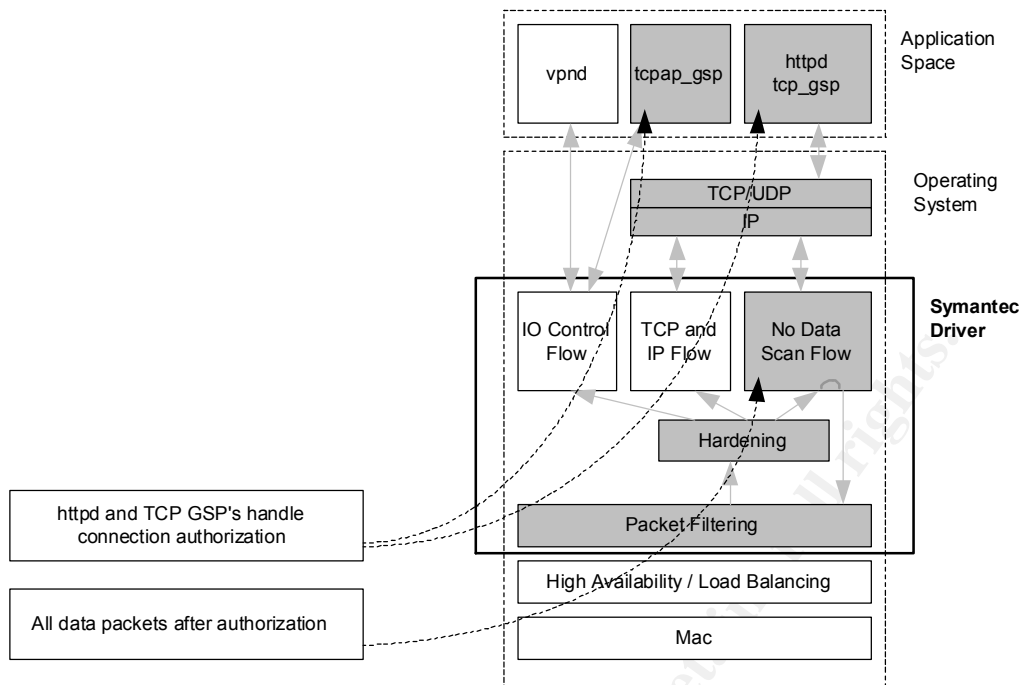 Application
Space
vpnd
tcpap_gsp
httpd
tcp_gsp
Operating
System
TCP/UDP
IP
Symantec
Driver
IO Control
Flow
TCP and
IP Flow
No Data
Scan Flow
Hardening
Packet Filtering
httpd and TCP GSP's handle
connection authorization
High Availability / Load Balancing
All data packets after authorization
Mac
full rights.